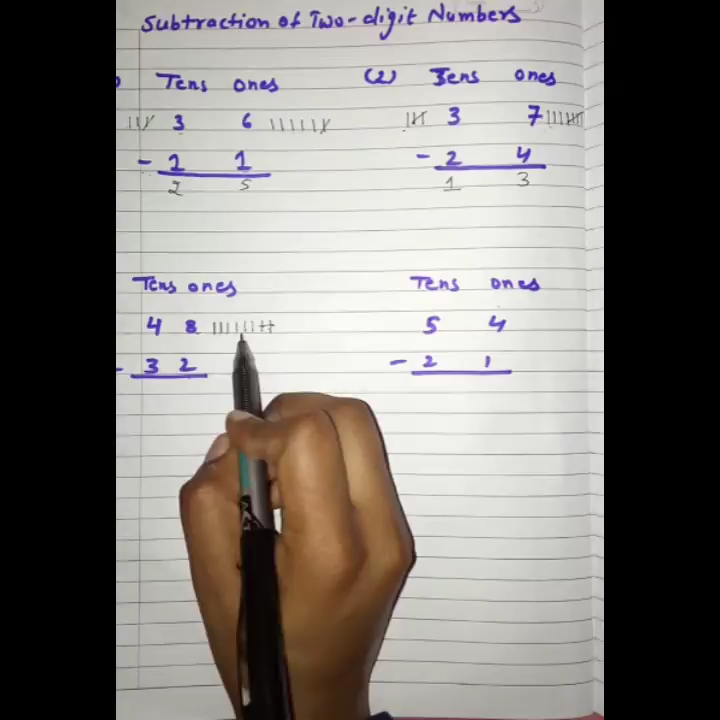 Subtraction of Two-digit Numbers
Tens ones
3 6
- 1 1
2 5
(2) Tens ones
3 7
- 2 4
1 3
Tens ones
4 8
- 3 2
Tens ones
5 4
- 2 1